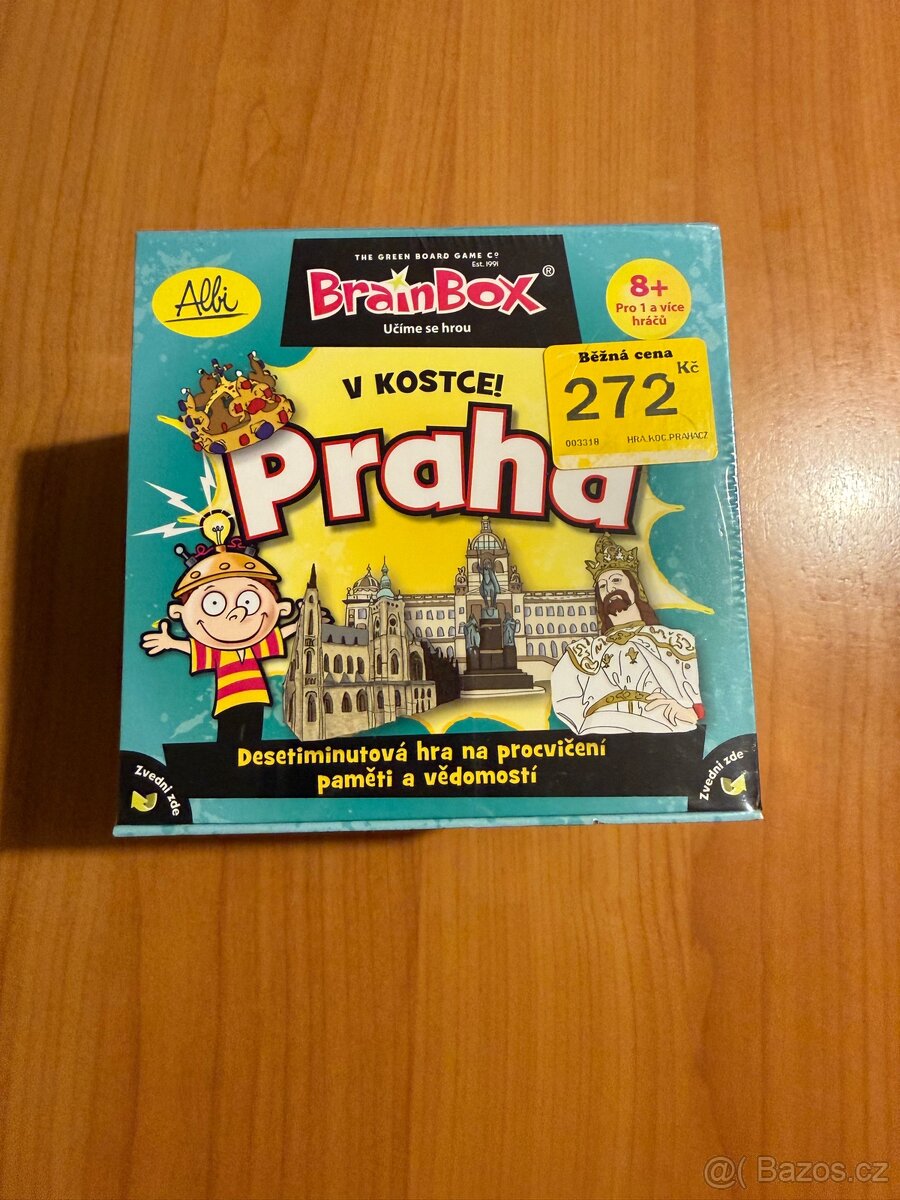 THE GREEN BOARD GAME Cº
Est. 1991
BrainBox®
Učíme se hrou
Albi
8+
Pro 1 a více
hráčů
V KOSTCE!
Běžná cena
272 Kč
003318 HRA.KOC.PRAHACZ
Praha
Desetiminutová hra na procvičení
paměti a vědomostí
Zvedni zde
Zvedni zde
@( Bazos.cz